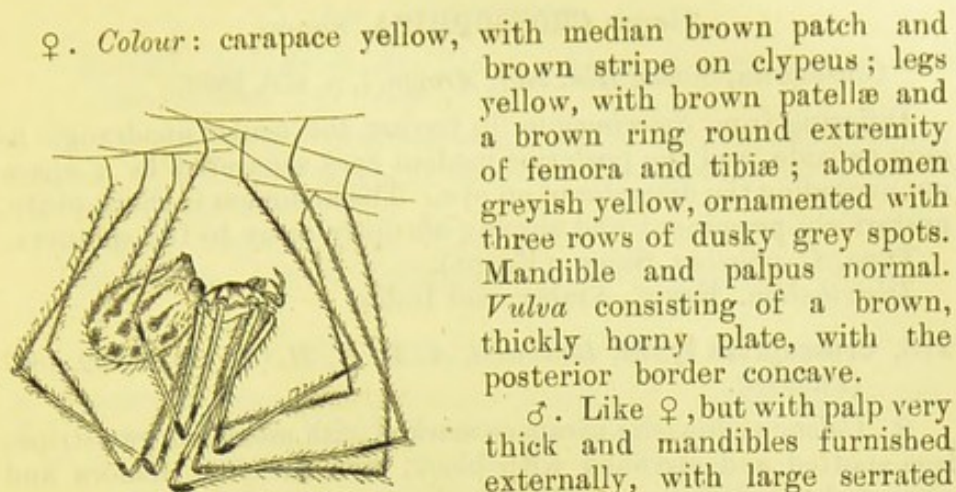 ♀. Colour: carapace yellow, with median brown patch and
brown stripe on clypeus; legs
yellow, with brown patellæ and
a brown ring round extremity
of femora and tibiæ; abdomen
greyish yellow, ornamented with
three rows of dusky grey spots.
Mandible and palpus normal.
Vulva consisting of a brown,
thickly horny plate, with the
posterior border concave.
♂. Like ♀, but with palp very
thick and mandibles furnished
externally, with large serrated